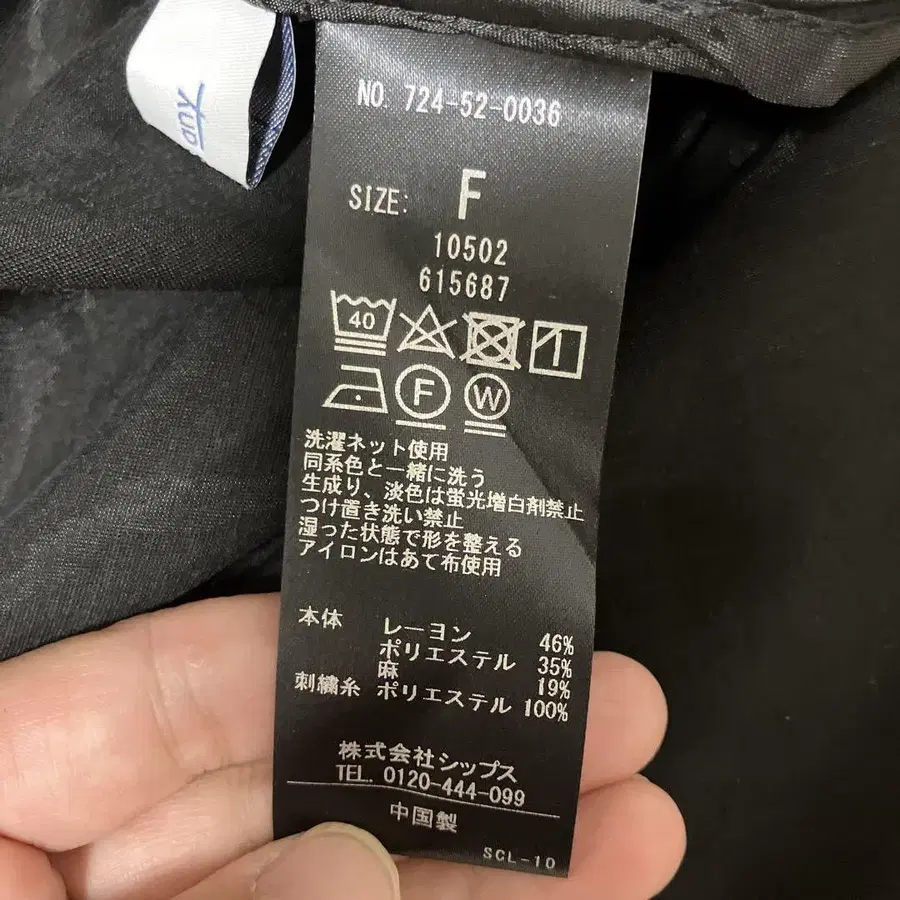 NO. 724-52-0036
SIZE: F
10502
615687
40
F W
洗濯ネット使用
同系色と一緒に洗う
生成り、淡色は蛍光増白剤禁止
つけ置き洗い禁止
湿った状態で形を整える
アイロンはあて布使用
本体 レーヨン 46%
ポリエステル 35%
麻 19%
刺繍糸 ポリエステル 100%
株式会社シップス
TEL. 0120-444-099
中国製
SCL-10